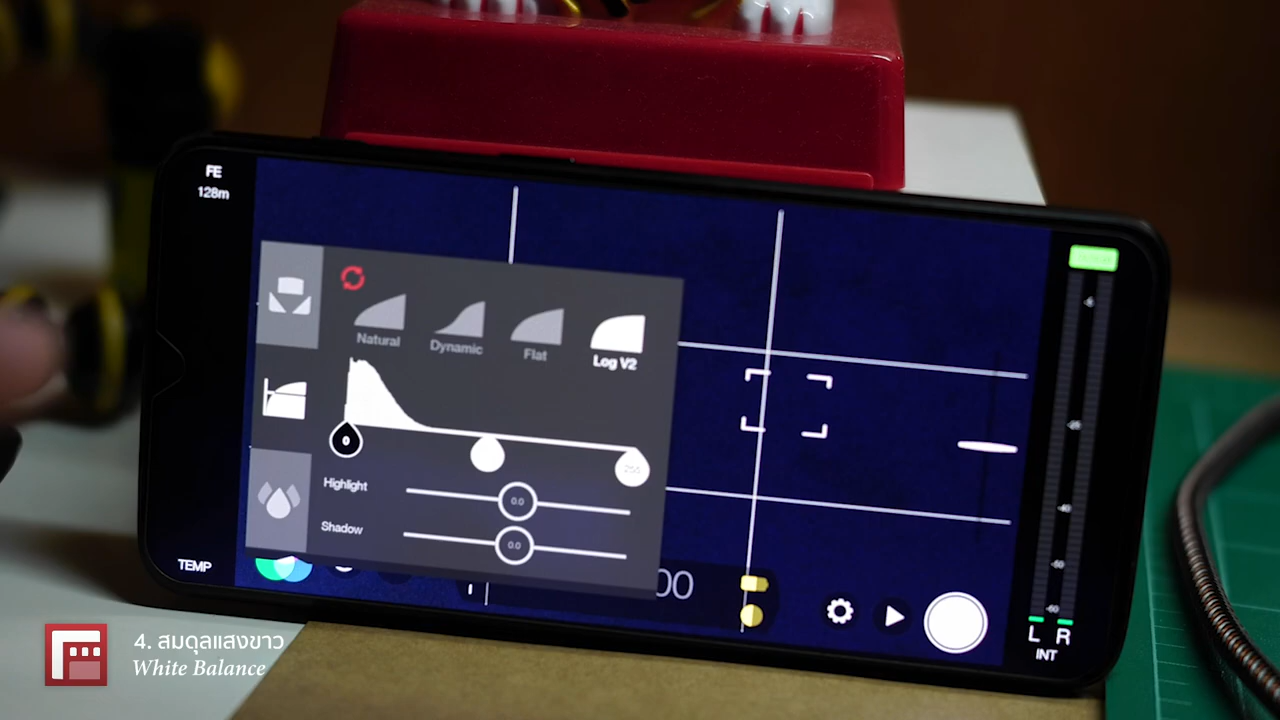 FE
128m
Natural
Dynamic
Flat
Log V2
0
255
Highlight
0.0
Shadow
0.0
TEMP
00
L R
INT
4. สมดุลแสงขาว
White Balance